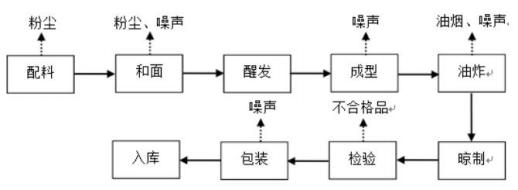 粉尘 粉尘、噪声 噪声 油烟、噪声
配料 和面 醒发 成型 油炸
噪声 不合格品
入库 包装 检验 晾制